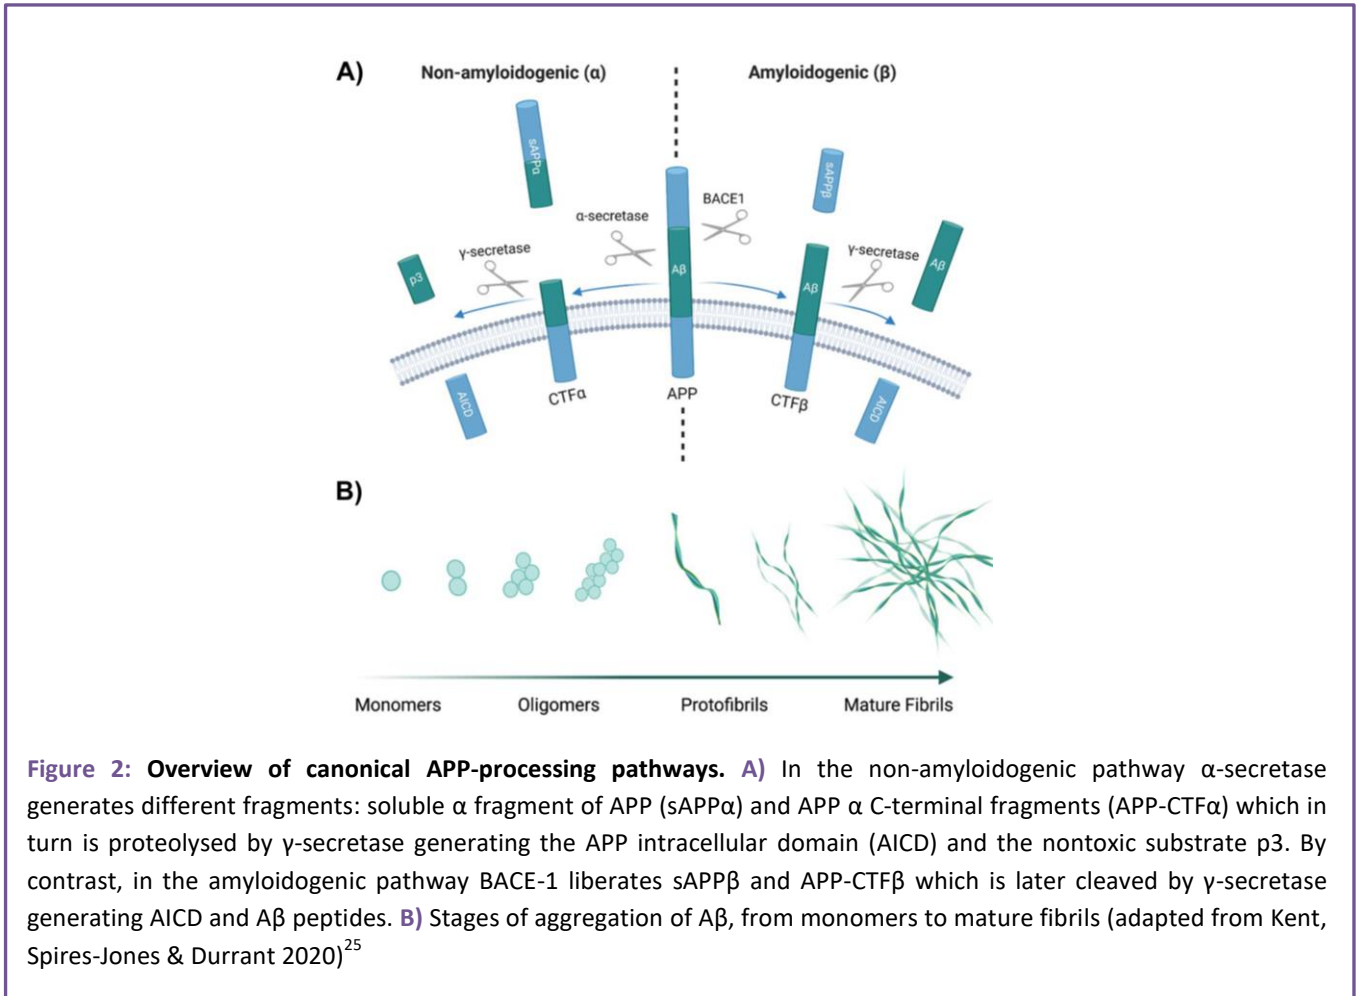 A)
Non-amyloidogenic (α)
Amyloidogenic (β)
sAPPα
sAPPβ
BACE1
α-secretase
γ-secretase
γ-secretase
p3
Aβ
Aβ
Aβ
AICD
CTFα
APP
CTFβ
AICD
B)
Monomers
Oligomers
Protofibrils
Mature Fibrils
Figure 2: Overview of canonical APP-processing pathways. A) In the non-amyloidogenic pathway α-secretase
generates different fragments: soluble α fragment of APP (sAPPα) and APP α C-terminal fragments (APP-CTFα) which in
turn is proteolysed by γ-secretase generating the APP intracellular domain (AICD) and the nontoxic substrate p3. By
contrast, in the amyloidogenic pathway BACE-1 liberates sAPPβ and APP-CTFβ which is later cleaved by γ-secretase
generating AICD and Aβ peptides. B) Stages of aggregation of Aβ, from monomers to mature fibrils (adapted from Kent,
Spires-Jones & Durrant 2020)25